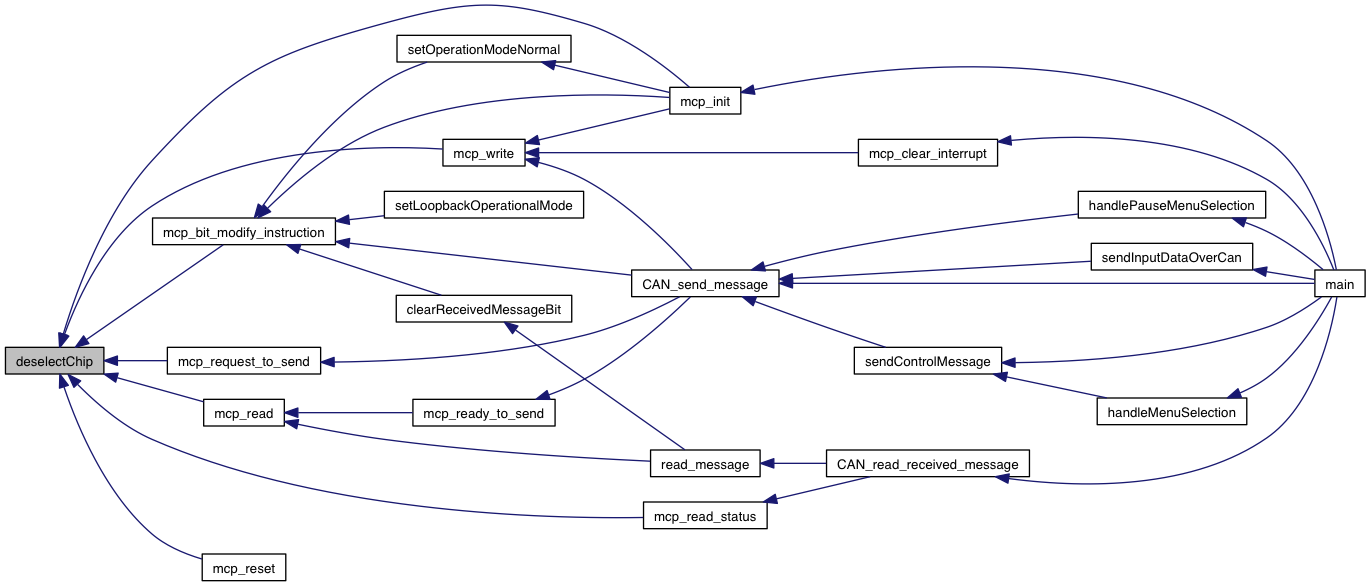 setOperationModeNormal
mcp_init
mcp_write
mcp_clear_interrupt
setLoopbackOperationalMode
handlePauseMenuSelection
mcp_bit_modify_instruction
sendInputDataOverCan
CAN_send_message
main
clearReceivedMessageBit
deselectChip
mcp_request_to_send
sendControlMessage
mcp_read
mcp_ready_to_send
handleMenuSelection
read_message
CAN_read_received_message
mcp_read_status
mcp_reset